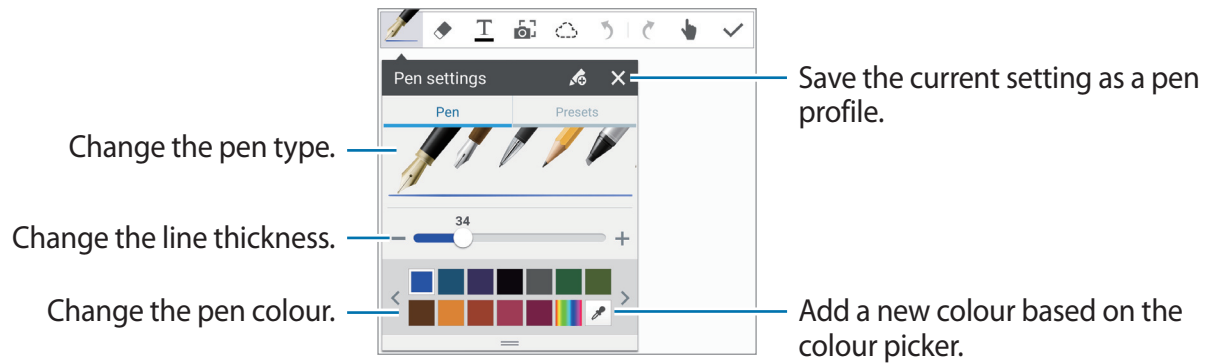 T
Pen settings
Save the current setting as a pen
profile.
Pen
Presets
Change the pen type.
34
Change the line thickness.
Change the pen colour.
Add a new colour based on the
colour picker.